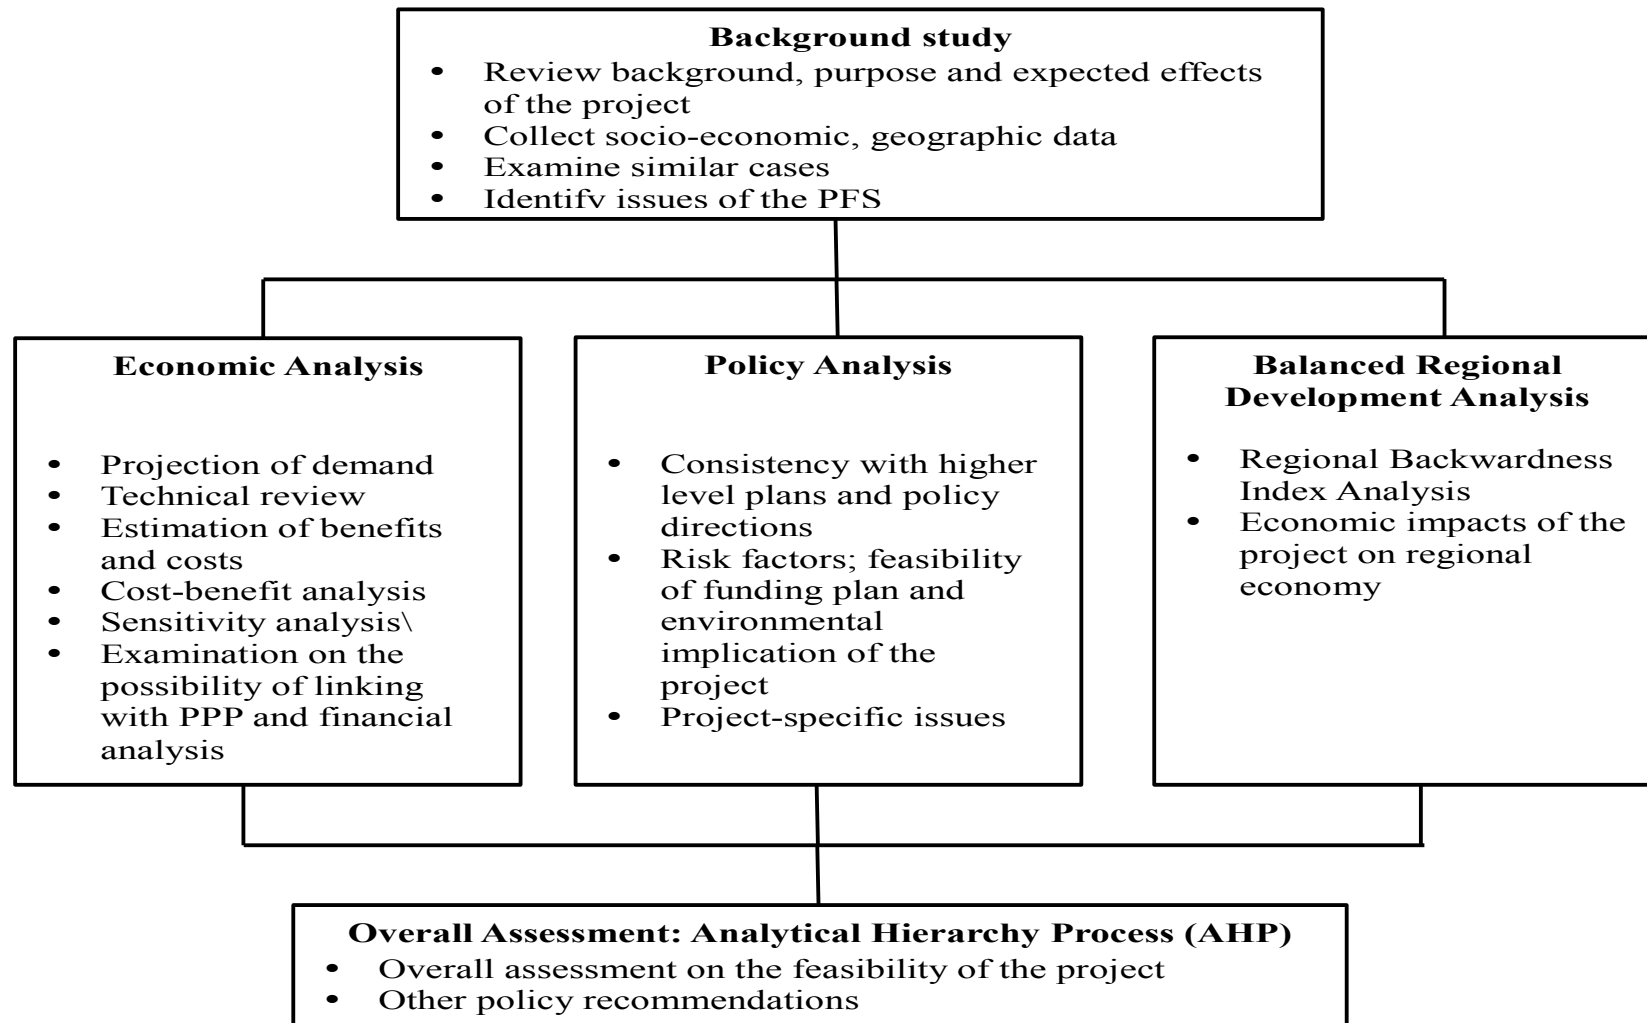 Background study
• Review background, purpose and expected effects
of the project
• Collect socio-economic, geographic data
• Examine similar cases
• Identify issues of the PFS
Economic Analysis
• Projection of demand
• Technical review
• Estimation of benefits
and costs
• Cost-benefit analysis
• Sensitivity analysis\
• Examination on the
possibility of linking
with PPP and financial
analysis
Policy Analysis
• Consistency with higher
level plans and policy
directions
• Risk factors; feasibility
of funding plan and
environmental
implication of the
project
• Project-specific issues
Balanced Regional
Development Analysis
• Regional Backwardness
Index Analysis
• Economic impacts of the
project on regional
economy
Overall Assessment: Analytical Hierarchy Process (AHP)
• Overall assessment on the feasibility of the project
• Other policy recommendations